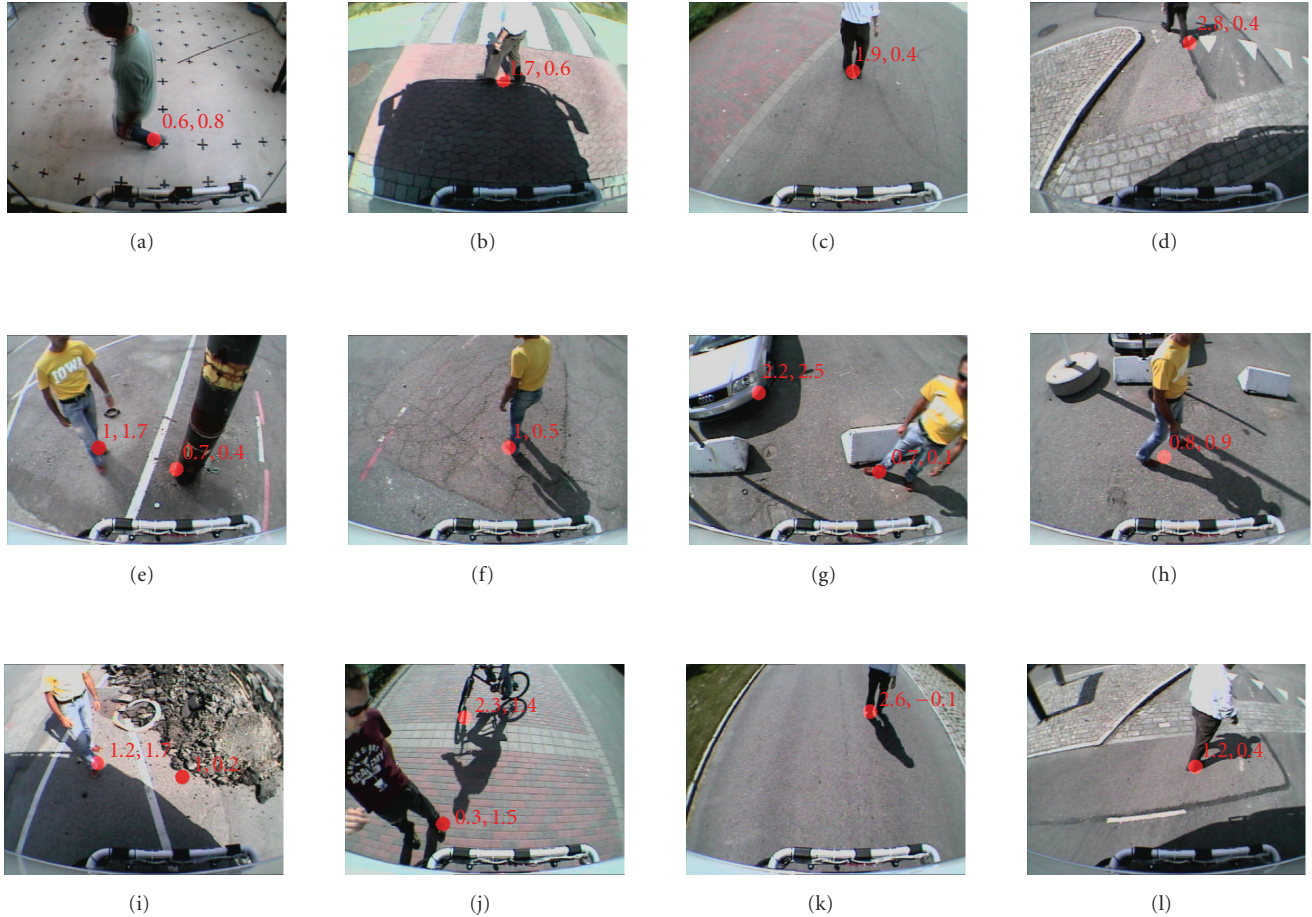 0.6, 0.8
1.7, 0.6
1.9, 0.4
2.8, 0.4
(a)
(b)
(c)
(d)
IOWA
1, 1.7
0.7, 0.4
1, 0.5
2.2, 2.5
0.7, 0.1
0.8, 0.9
(e)
(f)
(g)
(h)
1.2, 1.7
1, 0.2
2.3, 1.4
0.3, 1.5
2.6, −0.1
1.2, 0.4
(i)
(j)
(k)
(l)